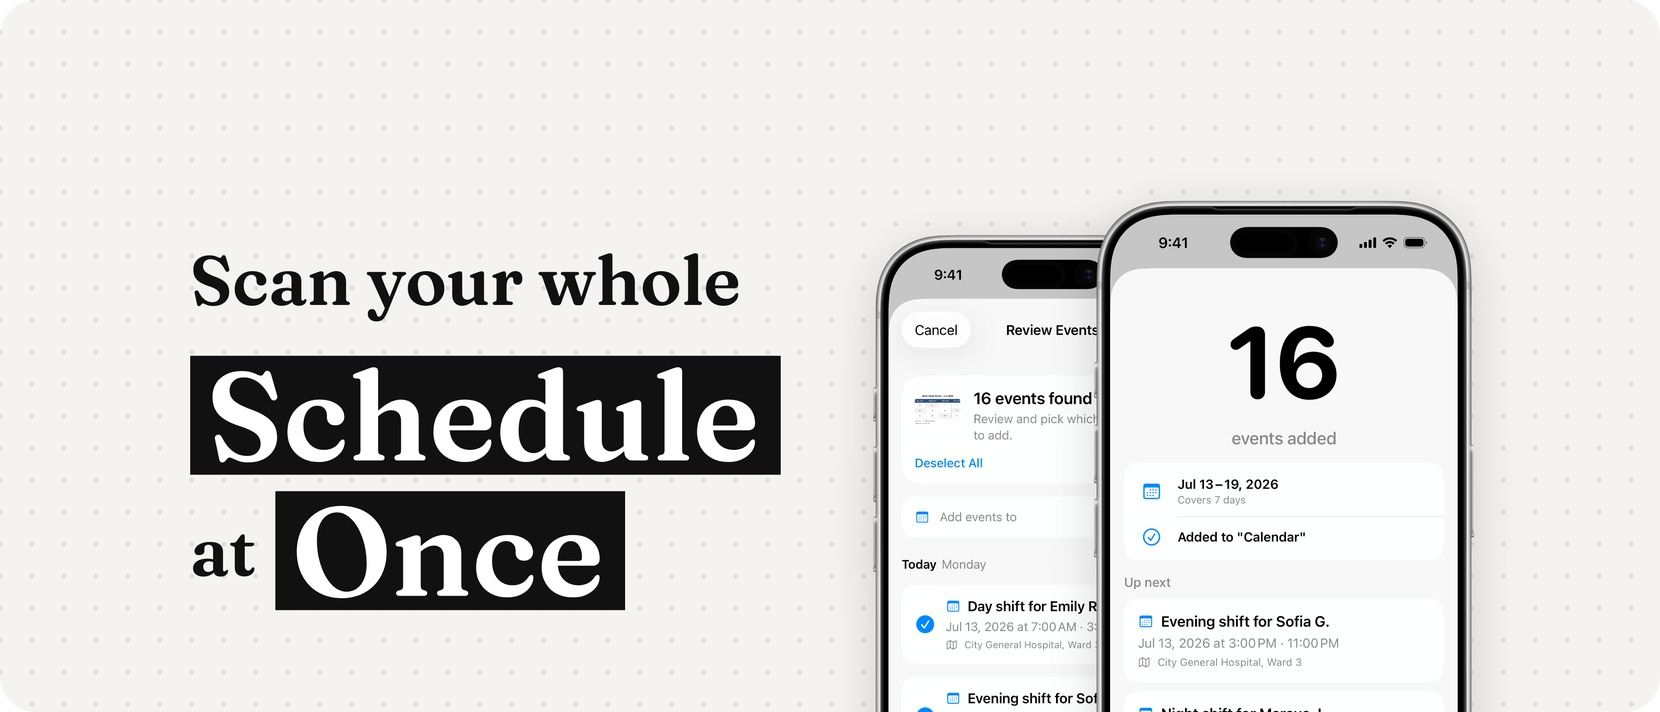 Scan your whole
Schedule
at Once
9:41
Cancel
Review Events
16 events found
Review and pick which
to add.
Deselect All
Add events to
Today Monday
Day shift for Emily R
Jul 13, 2026 at 7:00 AM · 3:
City General Hospital, Ward
Evening shift for Sof
9:41
16
events added
Jul 13–19, 2026
Covers 7 days
Added to "Calendar"
Up next
Evening shift for Sofia G.
Jul 13, 2026 at 3:00 PM · 11:00 PM
City General Hospital, Ward 3